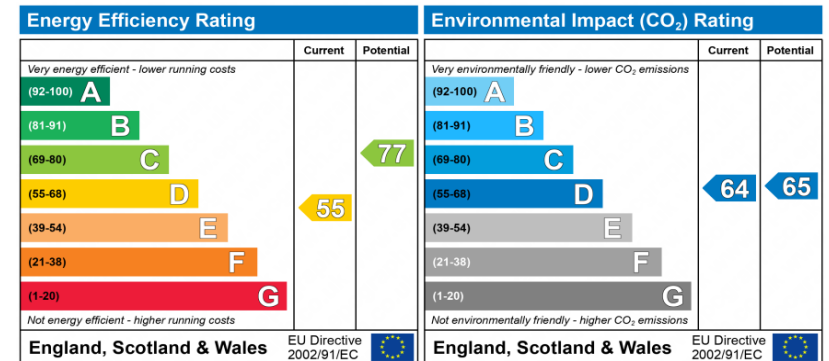 Energy Efficiency Rating
Current Potential
Very energy efficient - lower running costs
(92-100) A
(81-91) B
(69-80) C
77
(55-68) D
55
(39-54) E
(21-38) F
(1-20) G
Not energy efficient - higher running costs
England, Scotland & Wales
EU Directive
2002/91/EC
Environmental Impact (CO₂) Rating
Current Potential
Very environmentally friendly - lower CO₂ emissions
(92-100) A
(81-91) B
(69-80) C
(55-68) D
64 65
(39-54) E
(21-38) F
(1-20) G
Not environmentally friendly - higher CO₂ emissions
England, Scotland & Wales
EU Directive
2002/91/EC